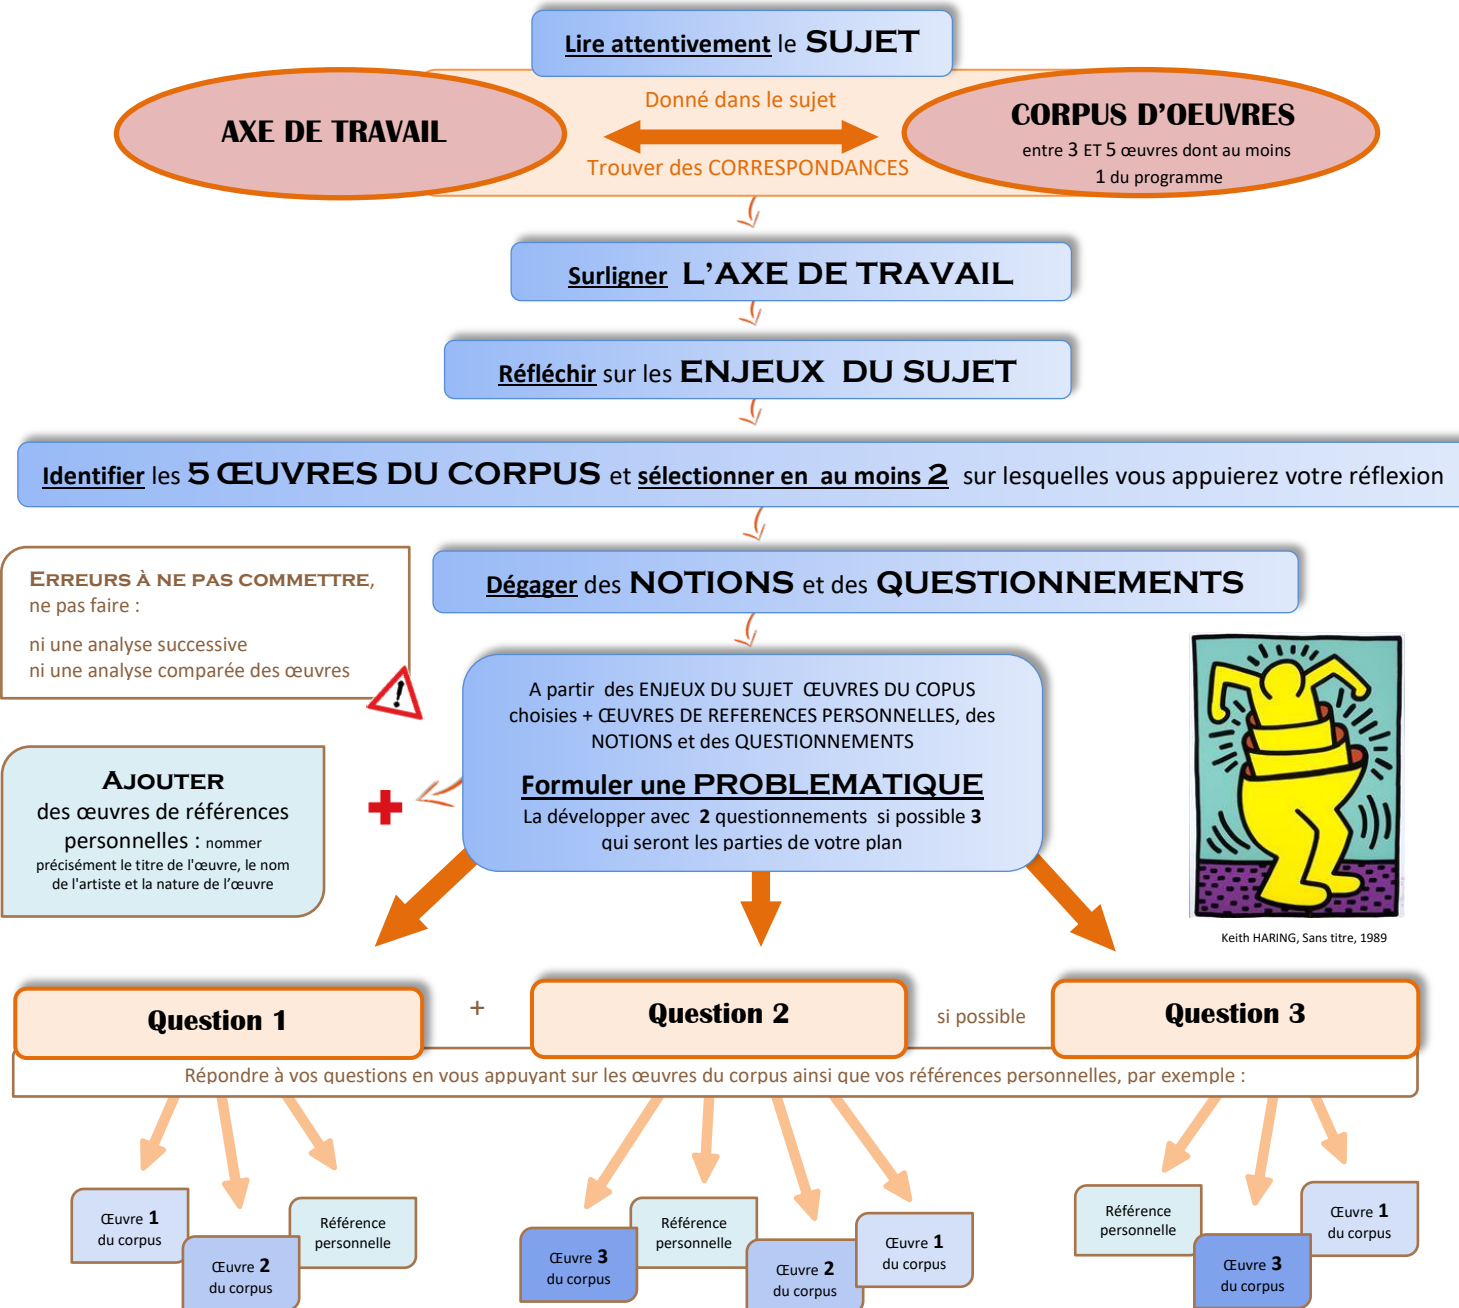 Lire attentivement le SUJET
AXE DE TRAVAIL
Donné dans le sujet
Trouver des CORRESPONDANCES
CORPUS D'OEUVRES
entre 3 ET 5 œuvres dont au moins
1 du programme
Surligner L'AXE DE TRAVAIL
Réfléchir sur les ENJEUX DU SUJET
Identifier les 5 ŒUVRES DU CORPUS et sélectionner en au moins 2 sur lesquelles vous appuierez votre réflexion
ERREURS À NE PAS COMMETTRE,
ne pas faire :
ni une analyse successive
ni une analyse comparée des œuvres
Dégager des NOTIONS et des QUESTIONNEMENTS
A partir des ENJEUX DU SUJET ŒUVRES DU COPUS
choisies + ŒUVRES DE REFERENCES PERSONNELLES, des
NOTIONS et des QUESTIONNEMENTS
Formuler une PROBLEMATIQUE
La développer avec 2 questionnements si possible 3
qui seront les parties de votre plan
AJOUTER
des œuvres de références
personnelles : nommer
précisément le titre de l'œuvre, le nom
de l'artiste et la nature de l'œuvre
Keith HARING, Sans titre, 1989
Question 1
+
Question 2
si possible
Question 3
Répondre à vos questions en vous appuyant sur les œuvres du corpus ainsi que vos références personnelles, par exemple :
Œuvre 1
du corpus
Œuvre 2
du corpus
Référence
personnelle
Œuvre 3
du corpus
Référence
personnelle
Œuvre 2
du corpus
Œuvre 1
du corpus
Référence
personnelle
Œuvre 3
du corpus
Œuvre 1
du corpus